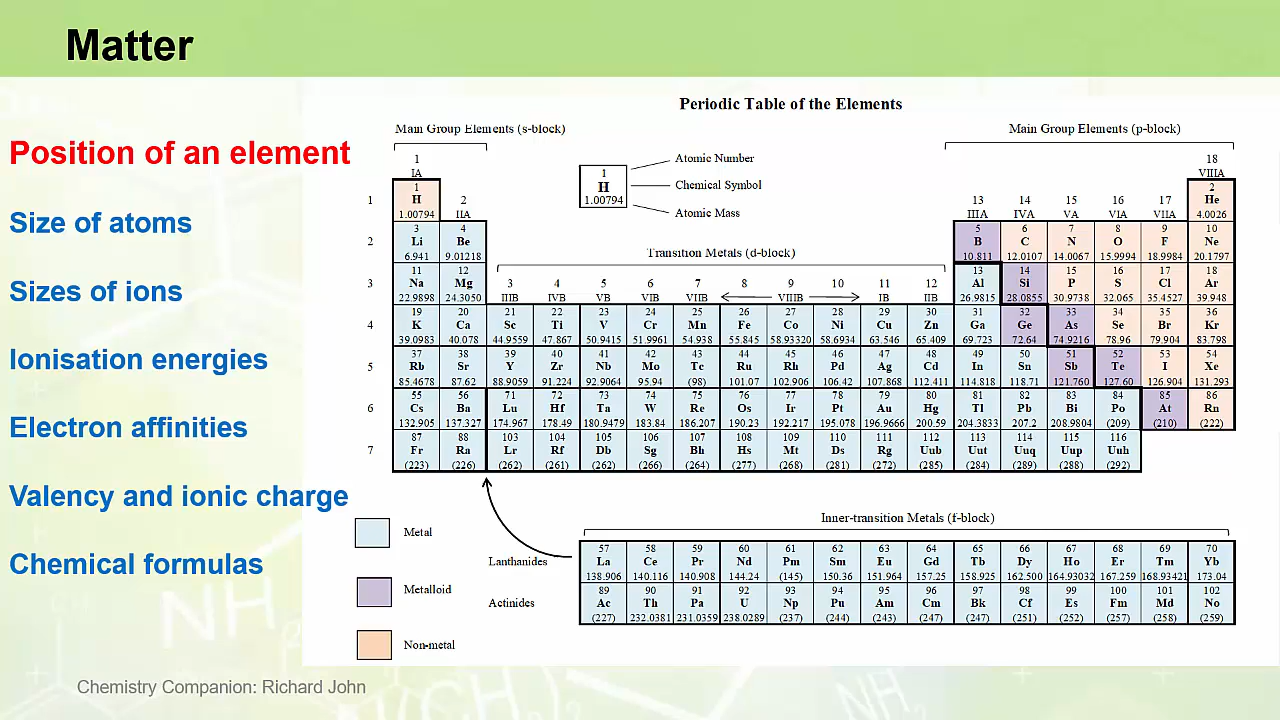 Matter
Position of an element
Size of atoms
Sizes of ions
Ionisation energies
Electron affinities
Valency and ionic charge
Chemical formulas
Periodic Table of the Elements
Main Group Elements (s-block)
Main Group Elements (p-block)
1 18
IA VIIIA
Atomic Number
Chemical Symbol
Atomic Mass
1
H
1.00794
1 2
1 H 2 13 14 15 16 17 He
1.00794 IIA IIIA IVA VA VIA VIIA 4.0026
3 4 5 6 7 8 9 10
2 Li Be B C N O F Ne
6.941 9.01218 10.811 12.0107 14.0067 15.9994 18.9984 20.1797
Transition Metals (d-block)
11 12 13 14 15 16 17 18
3 Na Mg 3 4 5 6 7 8 9 10 11 12 Al Si P S Cl Ar
22.9898 24.3050 IIIB IVB VB VIB VIIB VIIIB IB IIB 26.9815 28.0855 30.9738 32.065 35.4527 39.948
19 20 21 22 23 24 25 26 27 28 29 30 31 32 33 34 35 36
4 K Ca Sc Ti V Cr Mn Fe Co Ni Cu Zn Ga Ge As Se Br Kr
39.0983 40.078 44.9559 47.867 50.9415 51.9961 54.938 55.845 58.93320 58.6934 63.546 65.409 69.723 72.64 74.9216 78.96 79.904 83.798
37 38 39 40 41 42 43 44 45 46 47 48 49 50 51 52 53 54
5 Rb Sr Y Zr Nb Mo Tc Ru Rh Pd Ag Cd In Sn Sb Te I Xe
85.4678 87.62 88.9059 91.224 92.9064 95.94 (98) 101.07 102.906 106.42 107.868 112.411 114.818 118.71 121.760 127.60 126.904 131.293
55 56 71 72 73 74 75 76 77 78 79 80 81 82 83 84 85 86
6 Cs Ba Lu Hf Ta W Re Os Ir Pt Au Hg Tl Pb Bi Po At Rn
132.905 137.327 174.967 178.49 180.9479 183.84 186.207 190.23 192.217 195.078 196.9666 200.59 204.3833 207.2 208.9804 (209) (210) (222)
87 88 103 104 105 106 107 108 109 110 111 112 113 114 115 116
7 Fr Ra Lr Rf Db Sg Bh Hs Mt Ds Rg Uub Uut Uuq Uup Uuh
(223) (226) (262) (261) (262) (266) (264) (277) (268) (281) (272) (285) (284) (289) (288) (292)
Metal
Metalloid
Non-metal
Inner-transition Metals (f-block)
57 58 59 60 61 62 63 64 65 66 67 68 69 70
Lanthanides La Ce Pr Nd Pm Sm Eu Gd Tb Dy Ho Er Tm Yb
138.906 140.116 140.908 144.24 (145) 150.36 151.964 157.25 158.925 162.500 164.93032 167.259 168.93421 173.04
89 90 91 92 93 94 95 96 97 98 99 100 101 102
Actinides Ac Th Pa U Np Pu Am Cm Bk Cf Es Fm Md No
(227) 232.0381 231.0359 238.0289 (237) (244) (243) (247) (247) (251) (252) (257) (258) (259)
Chemistry Companion: Richard John